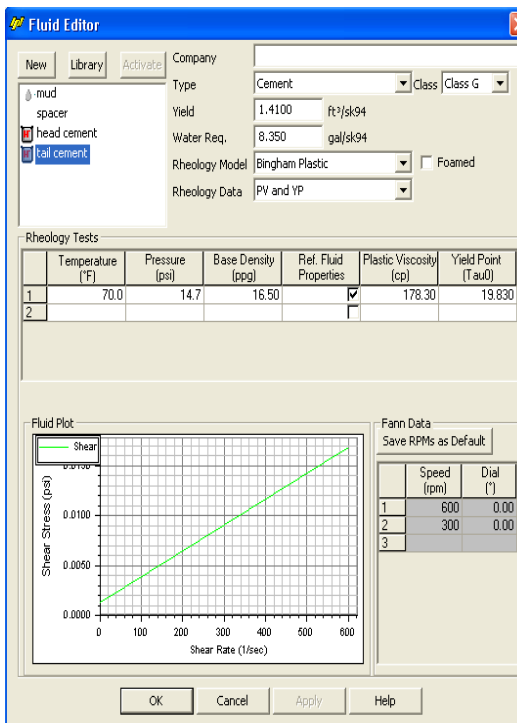 Fluid Editor
New Library Activate
mud
spacer
head cement
tail cement
Company
Type Cement Class Class G
Yield 1.4100 ft³/sk94
Water Req. 8.350 gal/sk94
Rheology Model Bingham Plastic Foamed
Rheology Data PV and YP
Rheology Tests
Temperature (°F) Pressure (psi) Base Density (ppg) Ref. Fluid Properties Plastic Viscosity (cp) Yield Point (Tau0)
1 70.0 14.7 16.50 178.30 19.830
2
Fluid Plot
Shear
0.0150
0.0100
0.0050
0.0000
Shear Stress (psi)
0 100 200 300 400 500 600
Shear Rate (1/sec)
Fann Data
Save RPMs as Default
Speed (rpm) Dial (°)
1 600 0.00
2 300 0.00
3
OK Cancel Apply Help